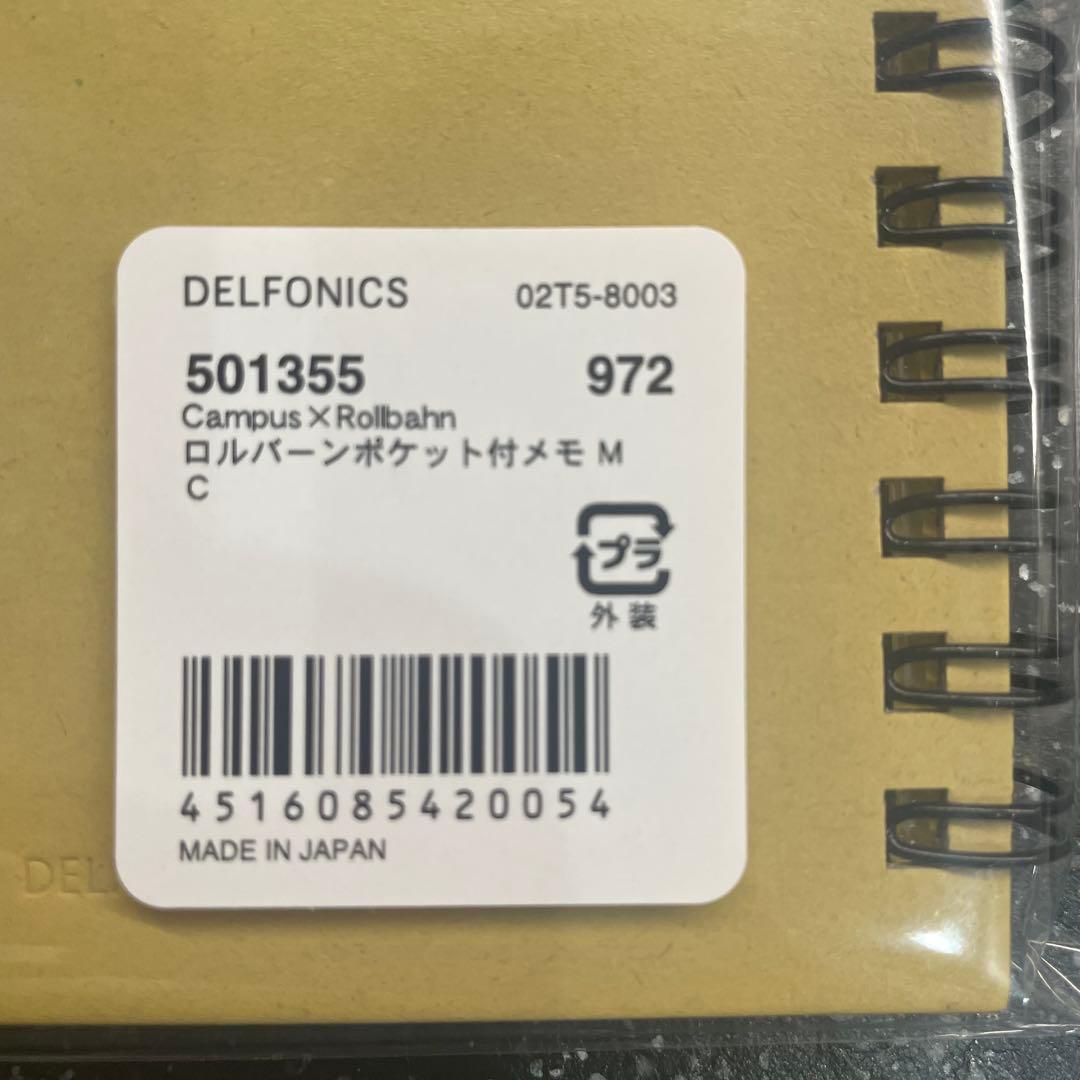 DELFONICS 02T5-8003
501355 972
Campus×Rollbahn
ロルバーンポケット付メモ M
C
プラ
外装
4516085420054
MADE IN JAPAN
DEL